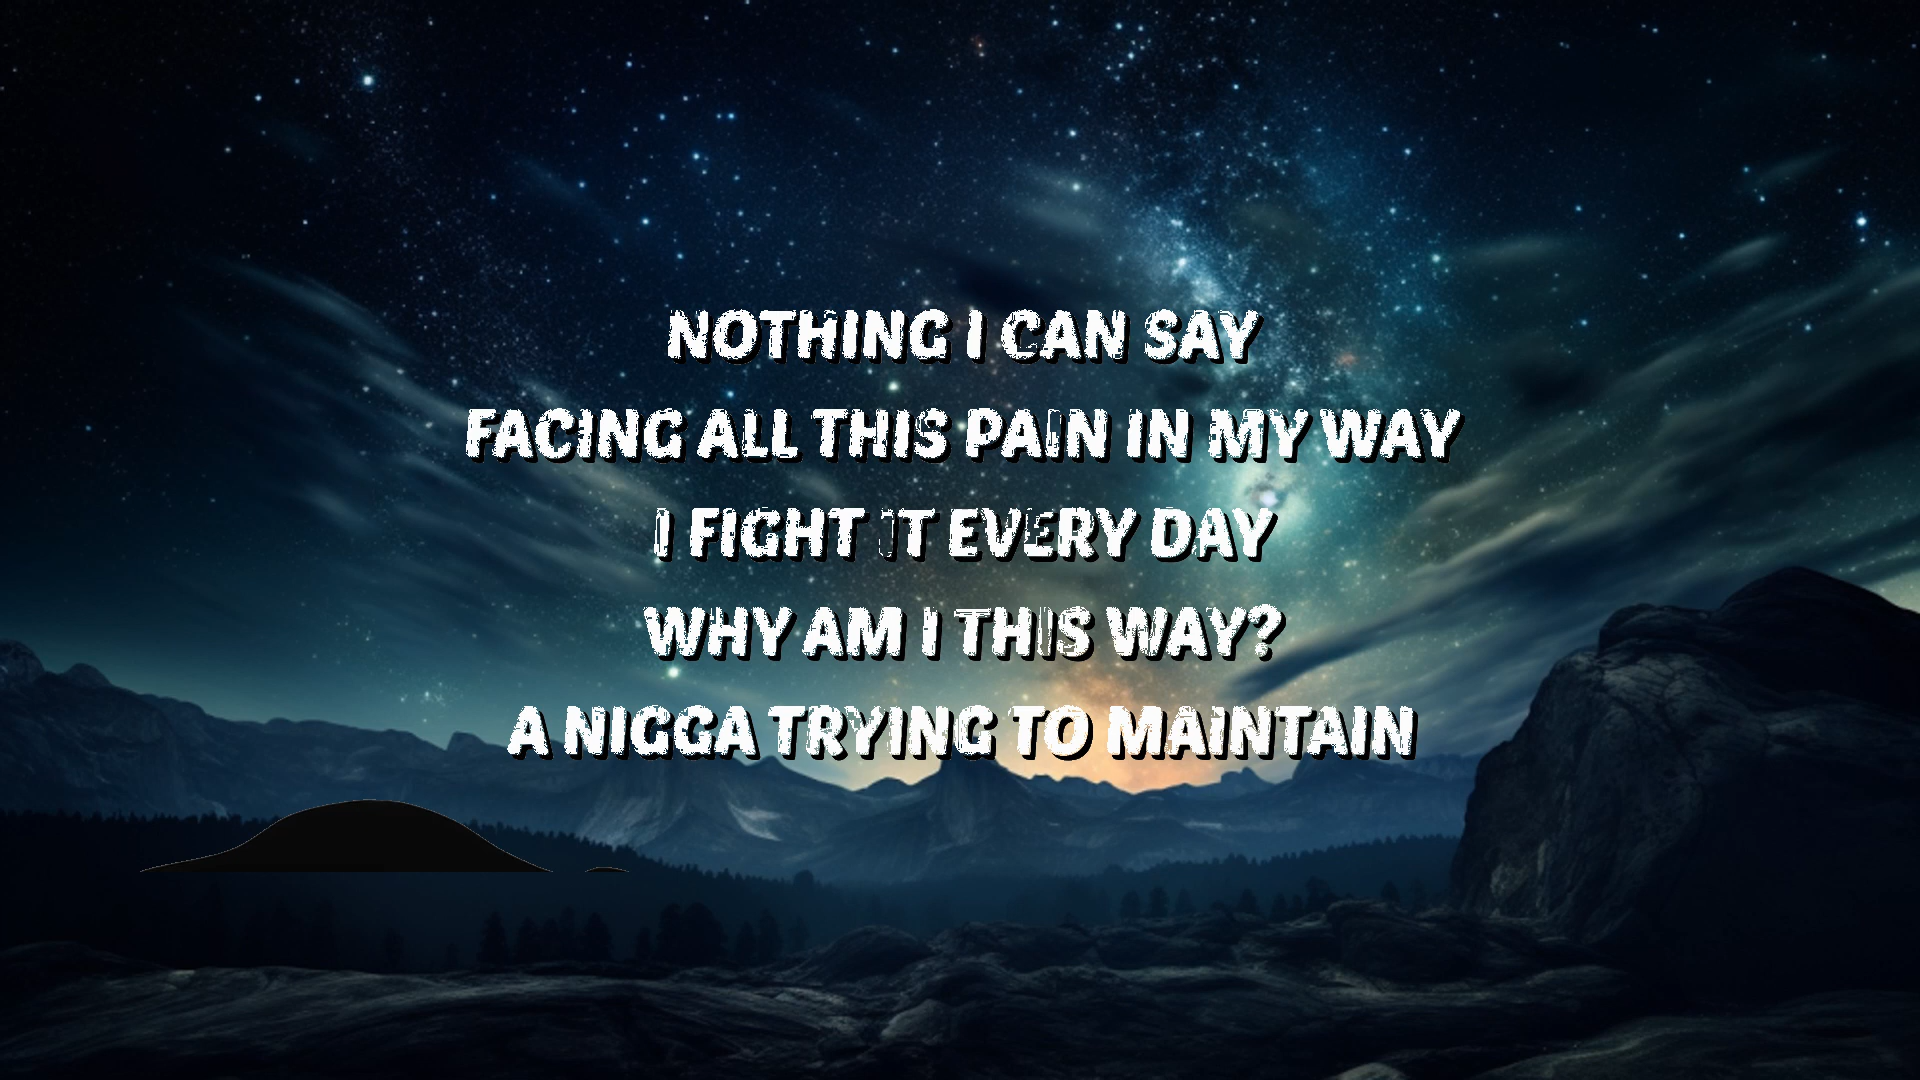 NOTHING I CAN SAY
FACING ALL THIS PAIN IN MY WAY
I FIGHT IT EVERY DAY
WHY AM I THIS WAY?
A NIGGA TRYING TO MAINTAIN